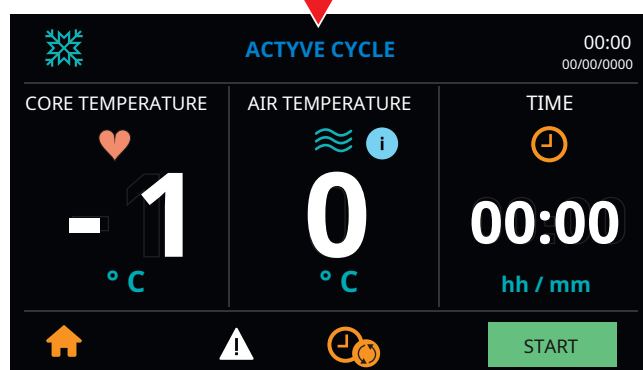 ACTYVE CYCLE
00:00
00/00/0000
CORE TEMPERATURE
AIR TEMPERATURE
TIME
i
- 1
0
00:00
° C
° C
hh / mm
START